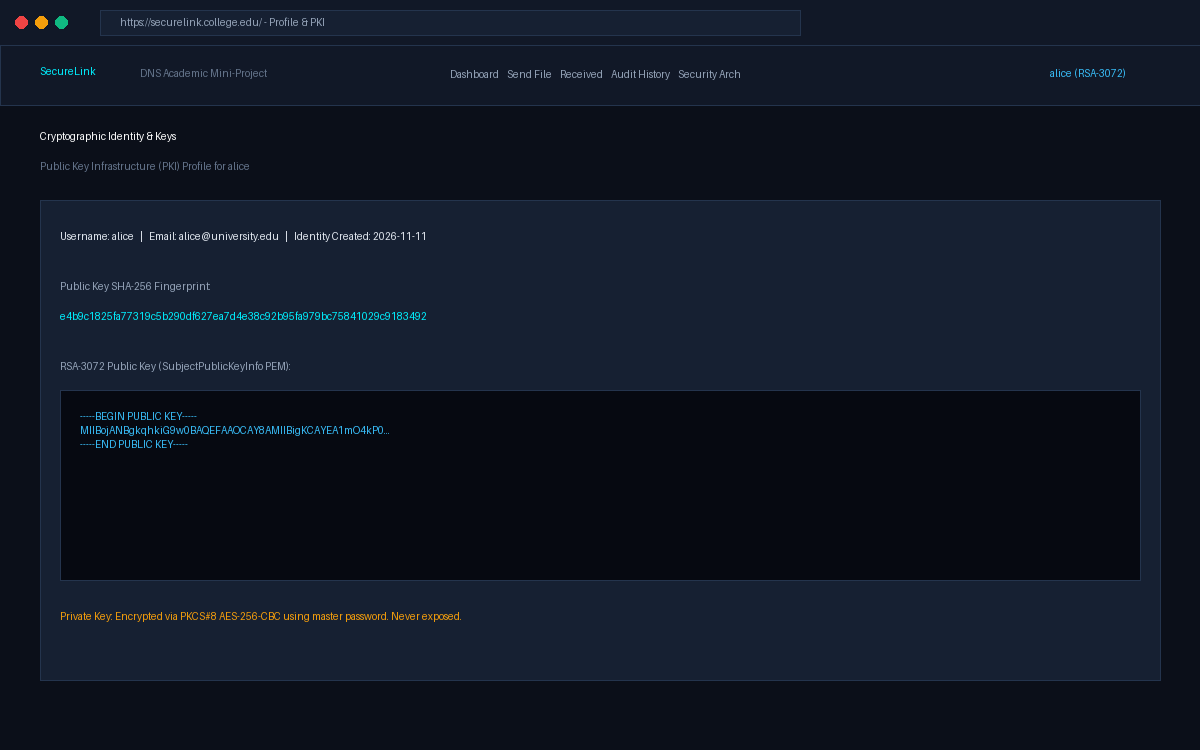 https://securelink.college.edu/ - Profile & PKI
SecureLink DNS Academic Mini-Project Dashboard Send File Received Audit History Security Arch alice (RSA-3072)
Cryptographic Identity & Keys
Public Key Infrastructure (PKI) Profile for alice
Username: alice | Email: alice@university.edu | Identity Created: 2026-11-11
Public Key SHA-256 Fingerprint:
e4b9c1825fa77319c5b290df627ea7d4e38c92b95fa979bc75841029c9183492
RSA-3072 Public Key (SubjectPublicKeyInfo PEM):
-----BEGIN PUBLIC KEY-----
MIIBojANBgkqhkiG9w0BAQEFAAOCAY8AMIIBigKCAYEA1mO4kP0...
-----END PUBLIC KEY-----
Private Key: Encrypted via PKCS#8 AES-256-CBC using master password. Never exposed.